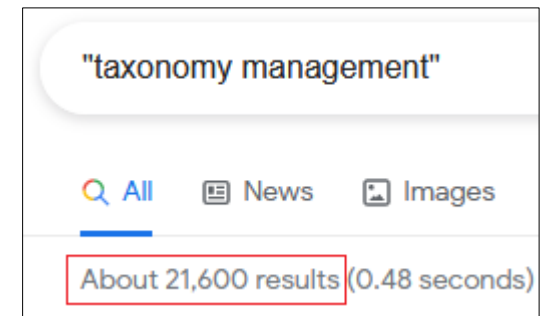 "taxonomy management"
All News Images
About 21,600 results (0.48 seconds)